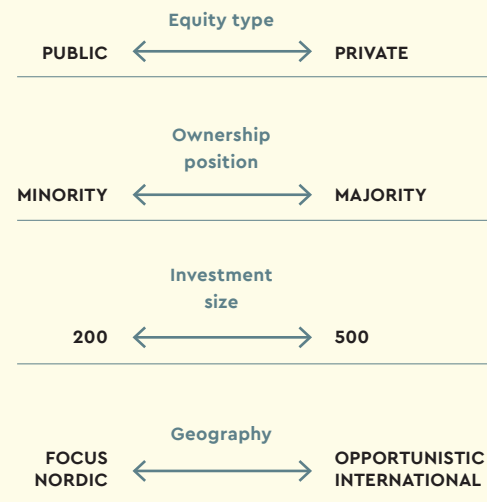 Equity type
PUBLIC PRIVATE
Ownership
position
MINORITY MAJORITY
Investment
size
200 500
Geography
FOCUS OPPORTUNISTIC
NORDIC INTERNATIONAL